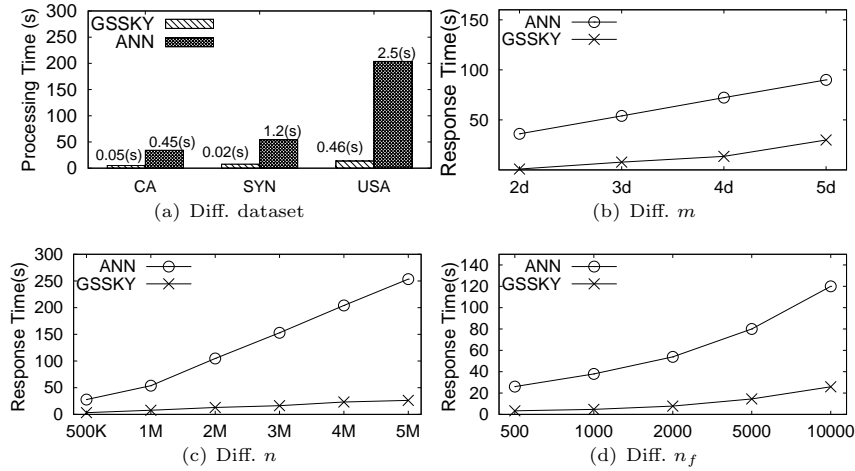 300
250
200
150
100
50
0
Processing Time (s)
GSSKY
ANN
0.05(s)
0.45(s)
0.02(s)
1.2(s)
0.46(s)
2.5(s)
CA SYN USA
(a) Diff. dataset
150
100
50
Response Time(s)
ANN
GSSKY
2d 3d 4d 5d
(b) Diff. m
300
250
200
150
100
50
0
Response Time(s)
ANN
GSSKY
500K 1M 2M 3M 4M 5M
(c) Diff. n
140
120
100
80
60
40
20
0
Response Time(s)
ANN
GSSKY
500 1000 2000 5000 10000
(d) Diff. n_f